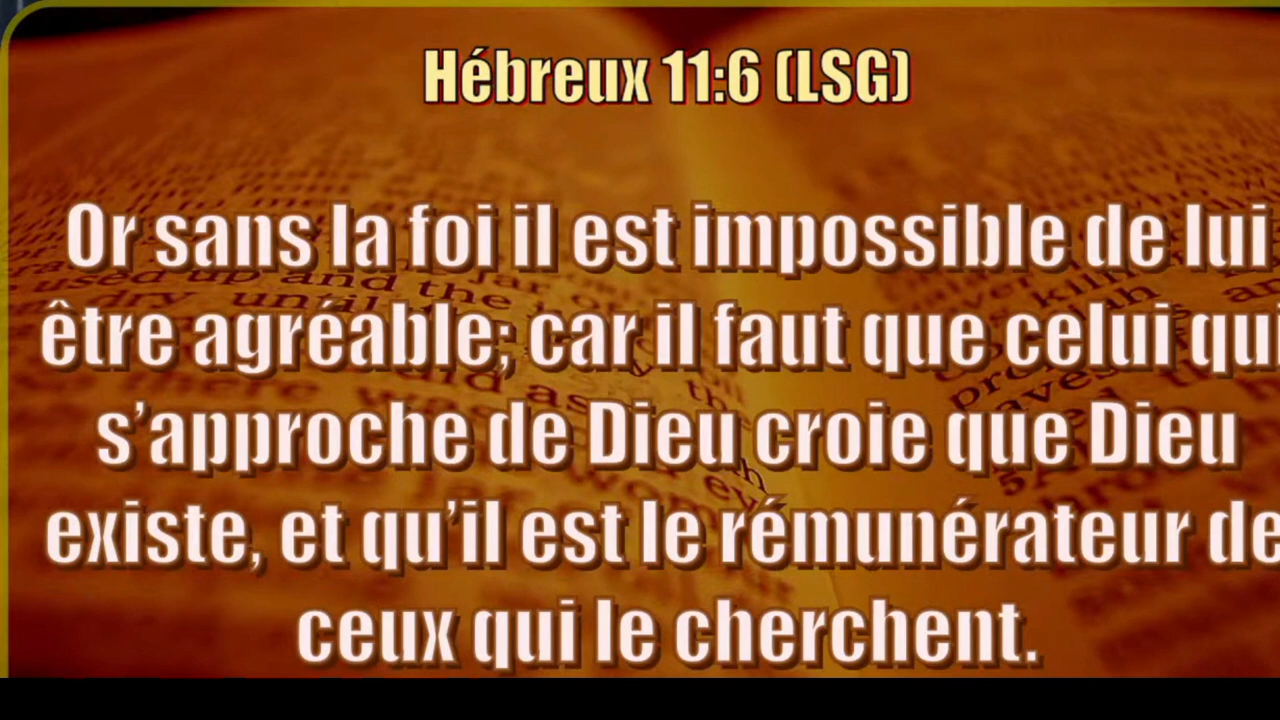 Hébreux 11:6 (LSG)
Or sans la foi il est impossible de lui
être agréable; car il faut que celui qui
s’approche de Dieu croie que Dieu
existe, et qu’il est le rémunérateur de
ceux qui le cherchent.